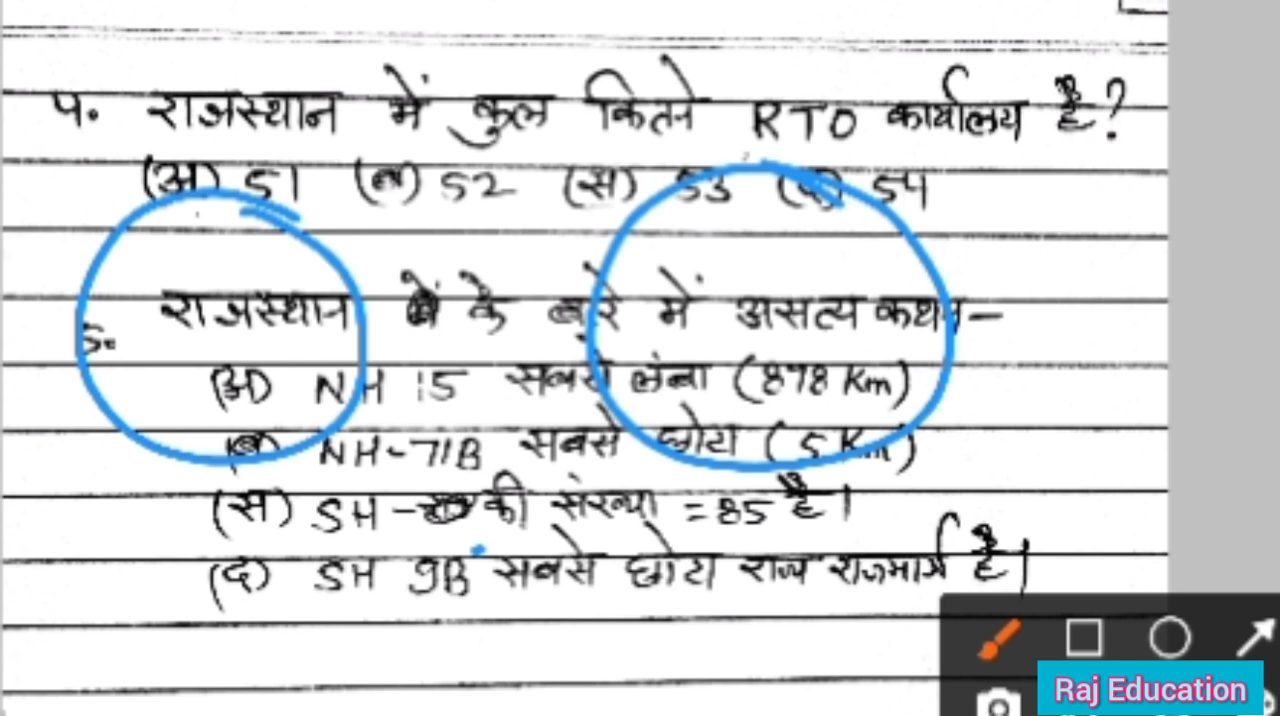 4. राजस्थान में कुल कितने RTO कार्यालय है?
(अ) 51 (ब) 52 (स) 53 (द) 54
5. राजस्थान के बारे में असत्य कथन-
(अ) NH 15 सबसे लंबा (878 Km)
(ब) NH-71B सबसे छोटा (5 Km)
(स) SH- की संख्या = 85 है।
(द) SH 9B सबसे छोटा राज राजमार्ग है।
Raj Education